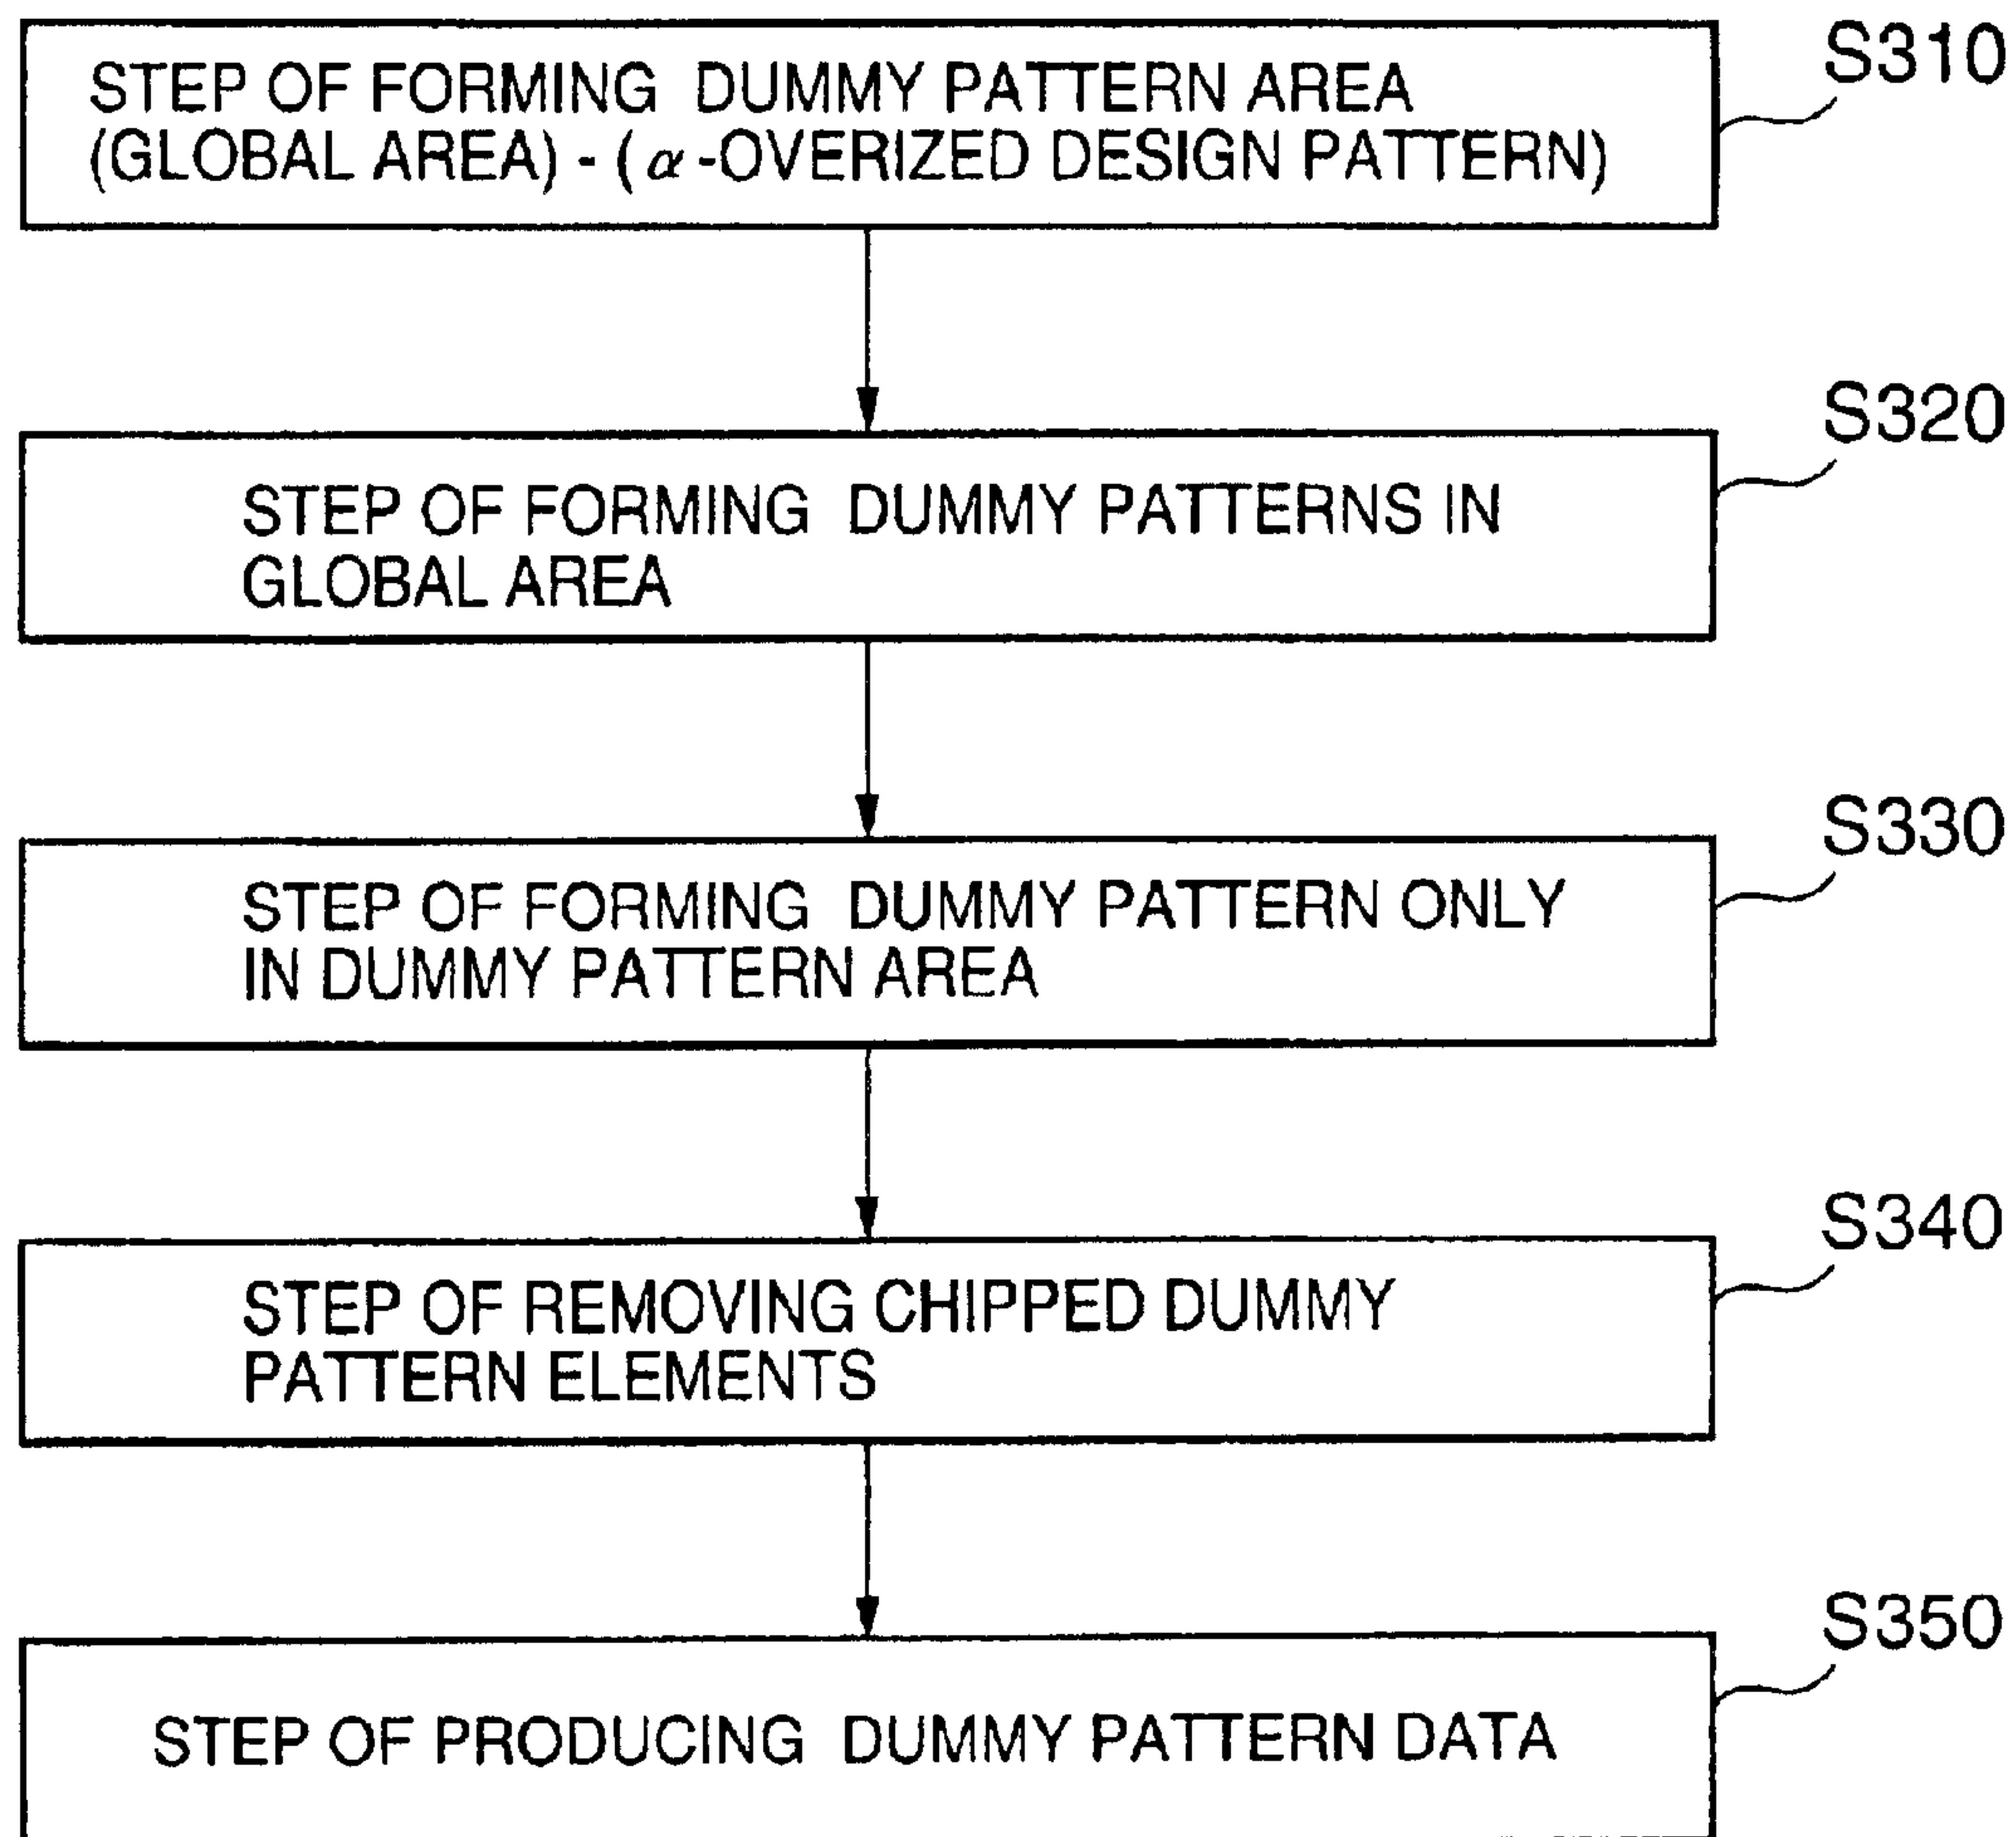 S310
STEP OF FORMING DUMMY PATTERN AREA
(GLOBAL AREA) - (α-OVERIZED DESIGN PATTERN)
S320
STEP OF FORMING DUMMY PATTERNS IN
GLOBAL AREA
S330
STEP OF FORMING DUMMY PATTERN ONLY
IN DUMMY PATTERN AREA
S340
STEP OF REMOVING CHIPPED DUMMY
PATTERN ELEMENTS
S350
STEP OF PRODUCING DUMMY PATTERN DATA